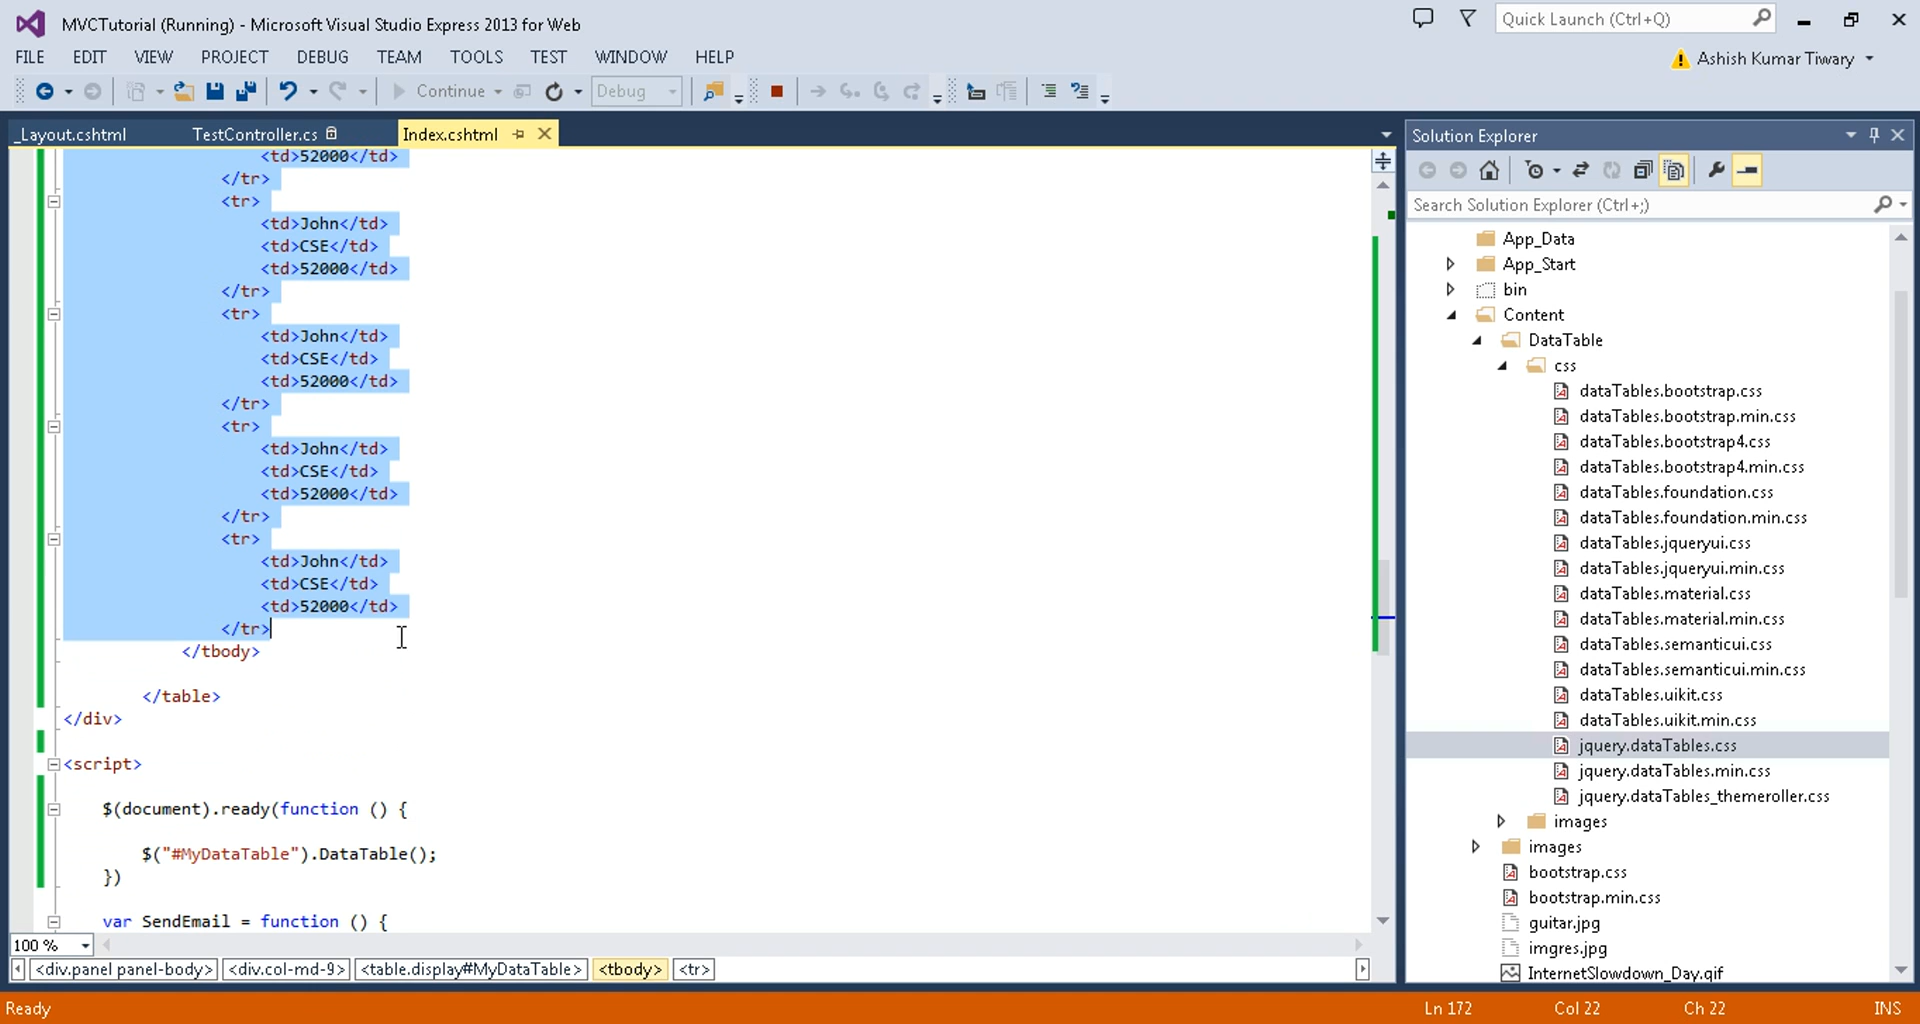 MVCTutorial (Running) - Microsoft Visual Studio Express 2013 for Web
Quick Launch (Ctrl+Q)
FILE EDIT VIEW PROJECT DEBUG TEAM TOOLS TEST WINDOW HELP
Ashish Kumar Tiwary
Continue Debug
_Layout.cshtml TestController.cs Index.cshtml
<td>52000</td>
</tr>
<tr>
<td>John</td>
<td>CSE</td>
<td>52000</td>
</tr>
<tr>
<td>John</td>
<td>CSE</td>
<td>52000</td>
</tr>
<tr>
<td>John</td>
<td>CSE</td>
<td>52000</td>
</tr>
<tr>
<td>John</td>
<td>CSE</td>
<td>52000</td>
</tr>
</tbody>
</table>
</div>
<script>
$(document).ready(function () {
$("#MyDataTable").DataTable();
})
var SendEmail = function () {
100 %
<div.panel panel-body> <div.col-md-9> <table.display#MyDataTable> <tbody> <tr>
Solution Explorer
Search Solution Explorer (Ctrl+;)
App_Data
App_Start
bin
Content
DataTable
css
dataTables.bootstrap.css
dataTables.bootstrap.min.css
dataTables.bootstrap4.css
dataTables.bootstrap4.min.css
dataTables.foundation.css
dataTables.foundation.min.css
dataTables.jqueryui.css
dataTables.jqueryui.min.css
dataTables.material.css
dataTables.material.min.css
dataTables.semanticui.css
dataTables.semanticui.min.css
dataTables.uikit.css
dataTables.uikit.min.css
jquery.dataTables.css
jquery.dataTables.min.css
jquery.dataTables_themeroller.css
images
images
bootstrap.css
bootstrap.min.css
guitar.jpg
imgres.jpg
InternetSlowdown_Day.gif
Ready Ln 172 Col 22 Ch 22 INS